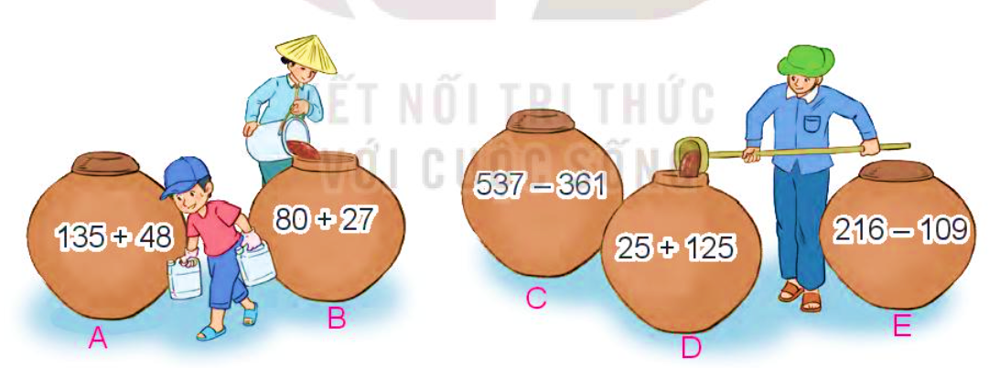 KẾT NỐI TRI THỨC
VỚI CUỘC SỐNG
135 + 48
80 + 27
537 – 361
25 + 125
216 – 109
A
B
C
D
E